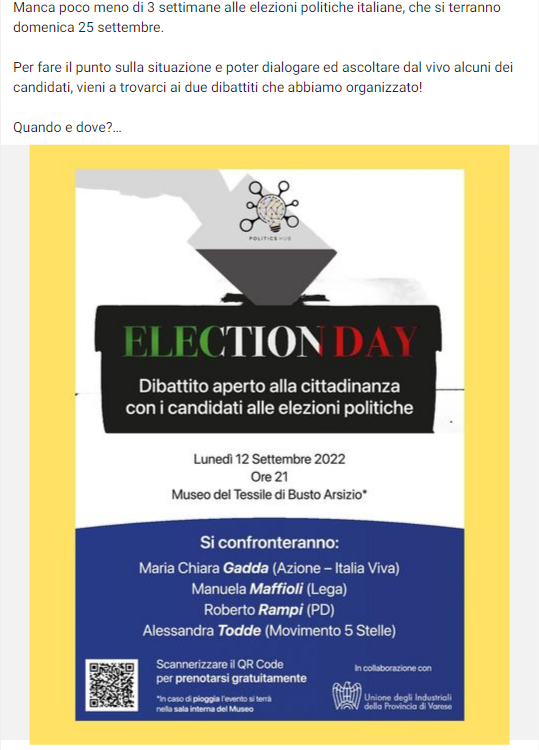 Manca poco meno di 3 settimane alle elezioni politiche italiane, che si terranno
domenica 25 settembre.
Per fare il punto sulla situazione e poter dialogare ed ascoltare dal vivo alcuni dei
candidati, vieni a trovarci ai due dibattiti che abbiamo organizzato!
Quando e dove?...
POLITICS HUB
ELECTION DAY
Dibattito aperto alla cittadinanza
con i candidati alle elezioni politiche
Lunedì 12 Settembre 2022
Ore 21
Museo del Tessile di Busto Arsizio*
Si confronteranno:
Maria Chiara Gadda (Azione – Italia Viva)
Manuela Maffioli (Lega)
Roberto Rampi (PD)
Alessandra Todde (Movimento 5 Stelle)
Scannerizzare il QR Code
per prenotarsi gratuitamente
*In caso di pioggia l'evento si terrà
nella sala interna del Museo
In collaborazione con
Unione degli Industriali
della Provincia di Varese